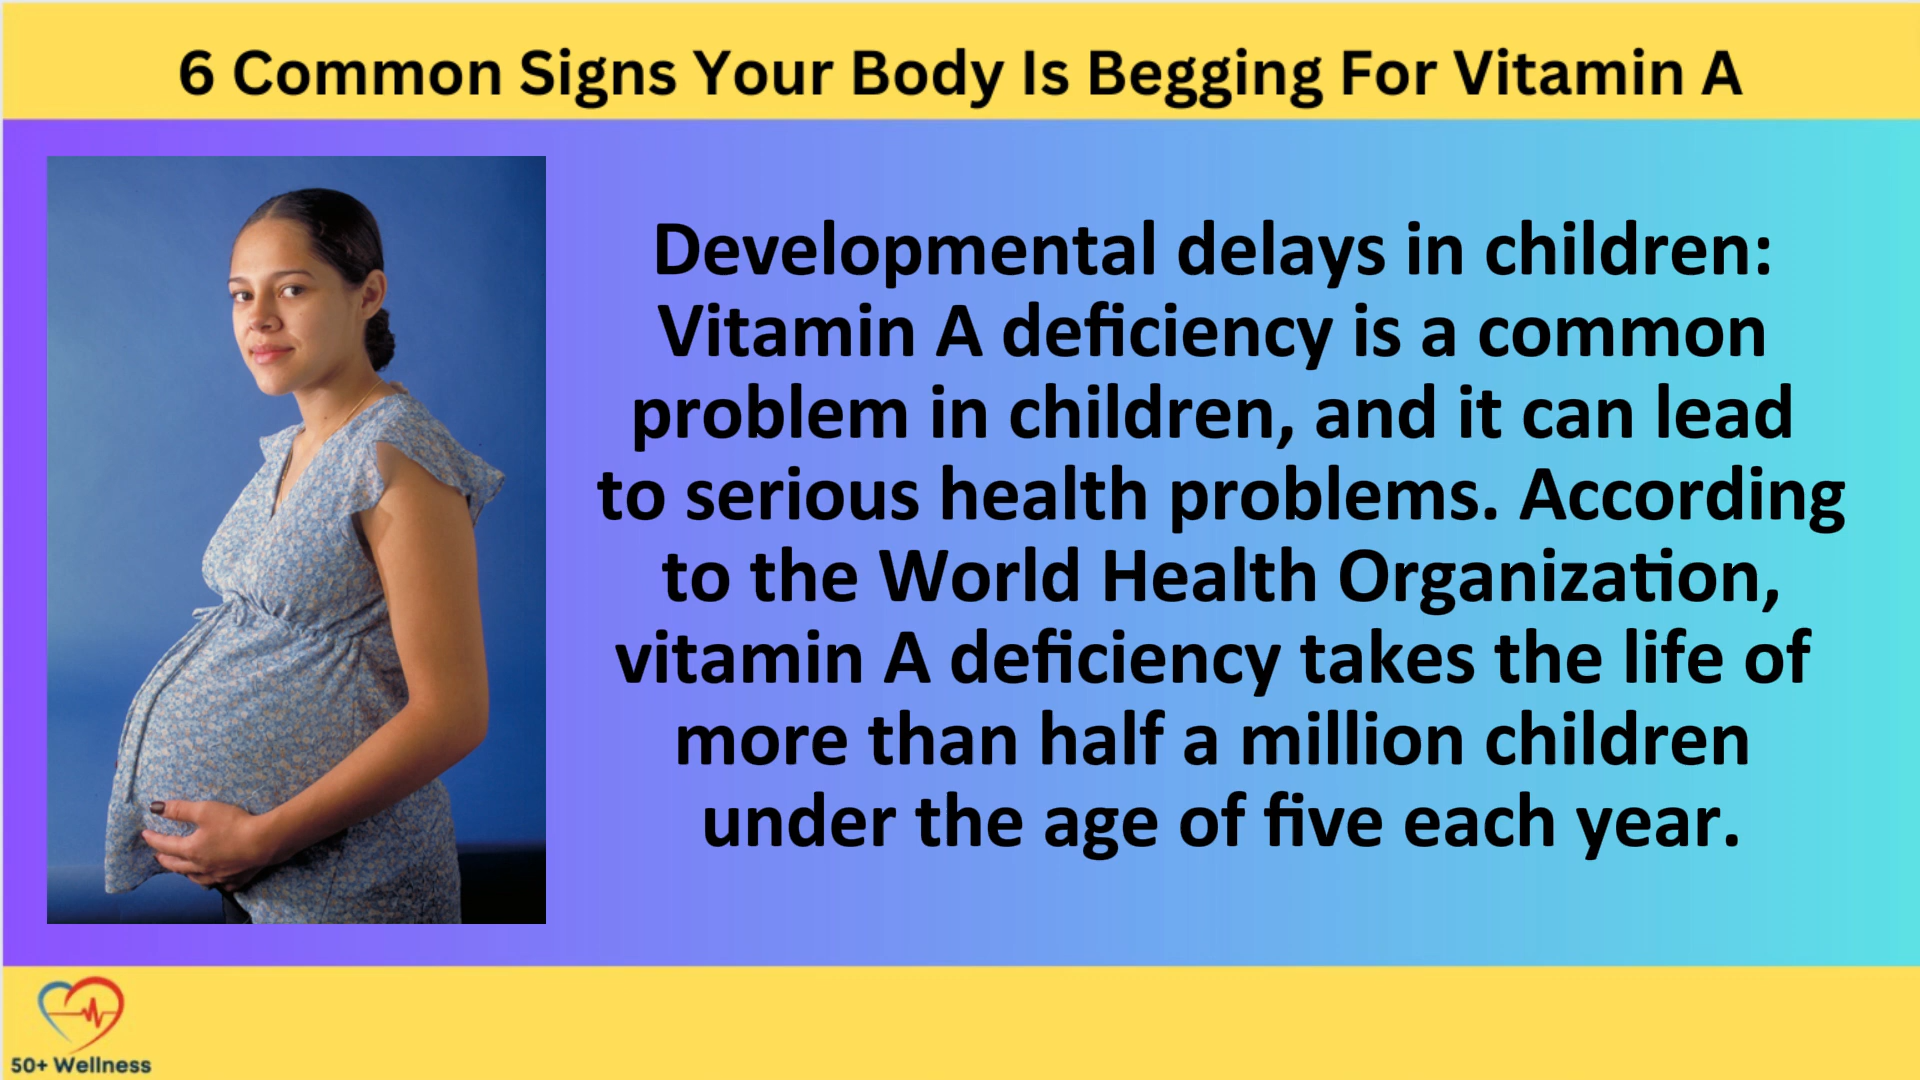 6 Common Signs Your Body Is Begging For Vitamin A
Developmental delays in children:
Vitamin A deficiency is a common
problem in children, and it can lead
to serious health problems. According
to the World Health Organization,
vitamin A deficiency takes the life of
more than half a million children
under the age of five each year.
50+ Wellness